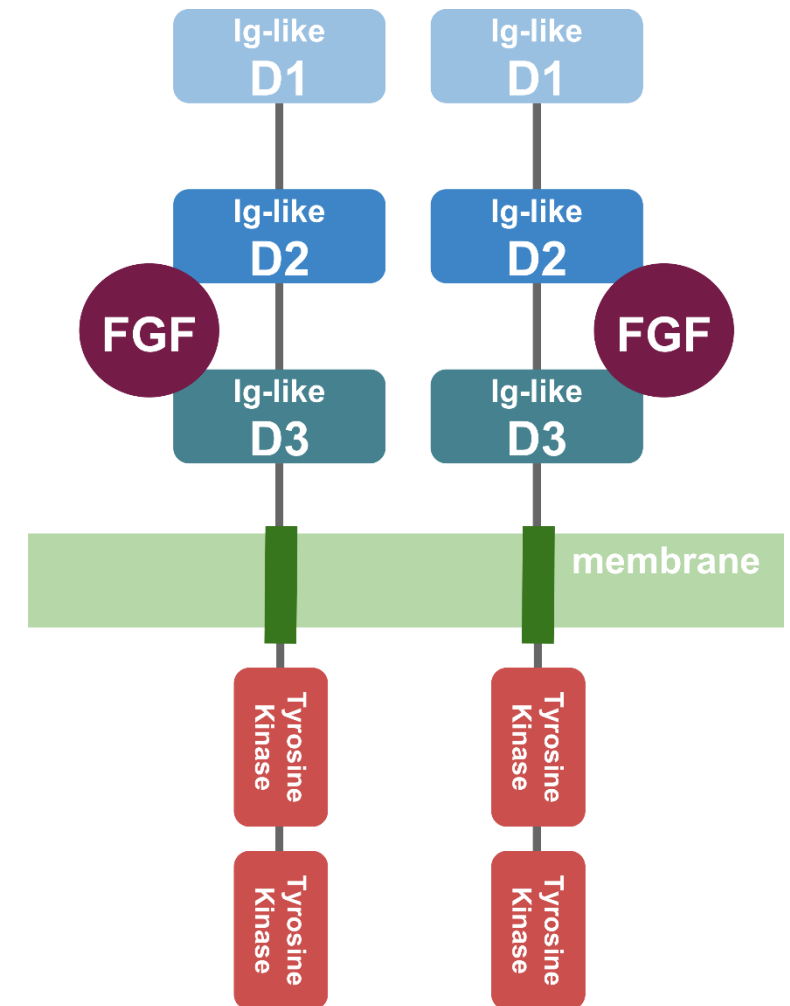 Ig-like
D1
Ig-like
D1
Ig-like
D2
Ig-like
D2
FGF
FGF
Ig-like
D3
Ig-like
D3
membrane
Tyrosine
Kinase
Tyrosine
Kinase
Tyrosine
Kinase
Tyrosine
Kinase